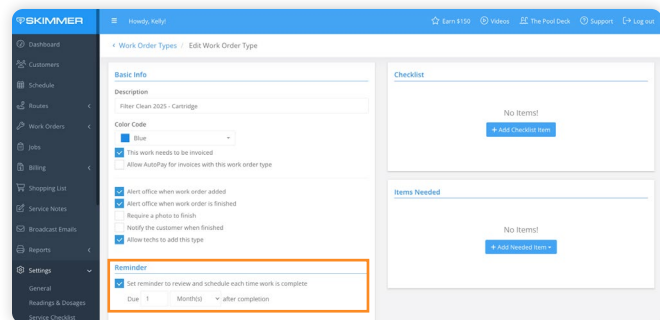 SKIMMER
Howdy, Kelly!
Earn $150
Videos
The Pool Deck
Support
Log out
Dashboard
Customers
Schedule
Routes
Work Orders
Jobs
Billing
Shopping List
Service Notes
Broadcast Emails
Reports
Settings
General
Readings & Dosages
Service Checklist
Work Order Types / Edit Work Order Type
Basic Info
Description
Filter Clean 2025 - Cartridge
Color Code
Blue
This work needs to be invoiced
Allow AutoPay for invoices with this work order type
Alert office when work order added
Alert office when work order is finished
Require a photo to finish
Notify the customer when finished
Allow techs to add this type
Reminder
Set reminder to review and schedule each time work is complete
Due 1 Month(s) after completion
Checklist
No Items!
+ Add Checklist Item
Items Needed
No Items!
+ Add Needed Item